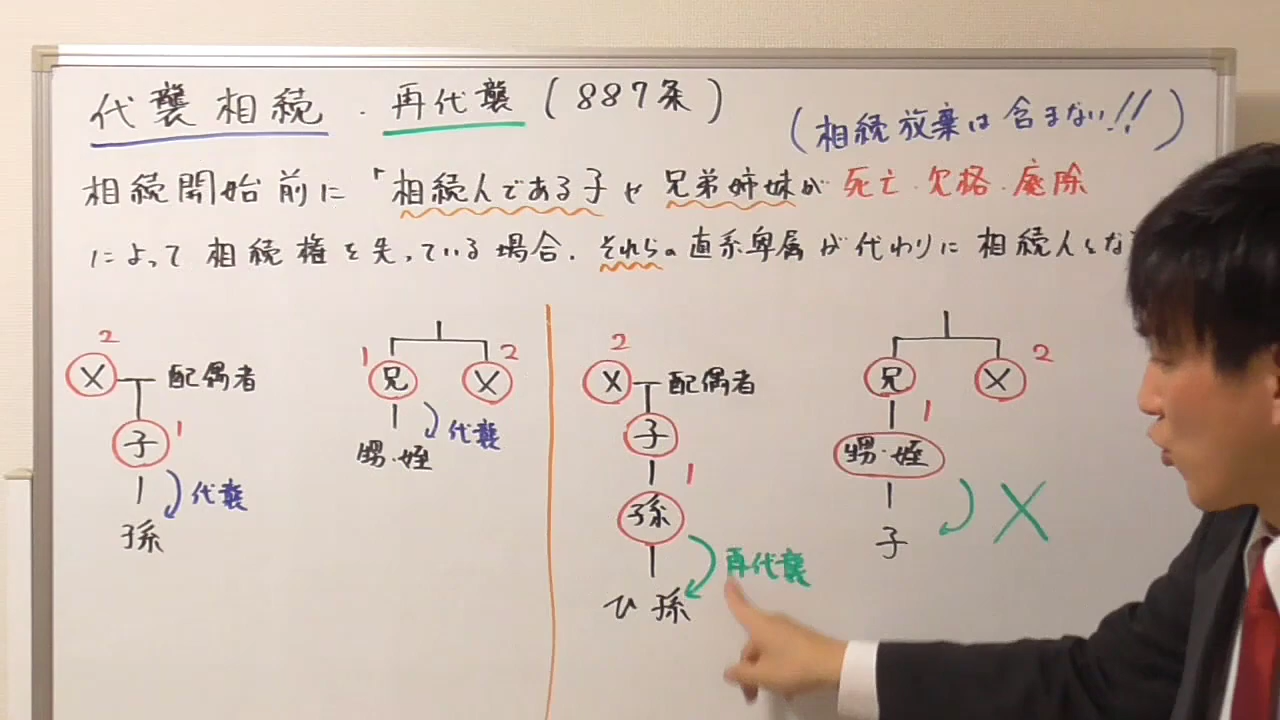 代襲相続・再代襲(887条)
(相続放棄は含まない!!)
相続開始前に「相続人である子や兄弟姉妹が死亡・欠格・廃除
によって相続権を失っている場合、それらの直系卑属が代わりに相続人とな
2
X 配偶者
子 1
代襲
孫
1 兄 X 2
代襲
甥・姪
2
X 配偶者
子
1
孫
再代襲
ひ孫
兄 X 2
1
甥・姪
X
子